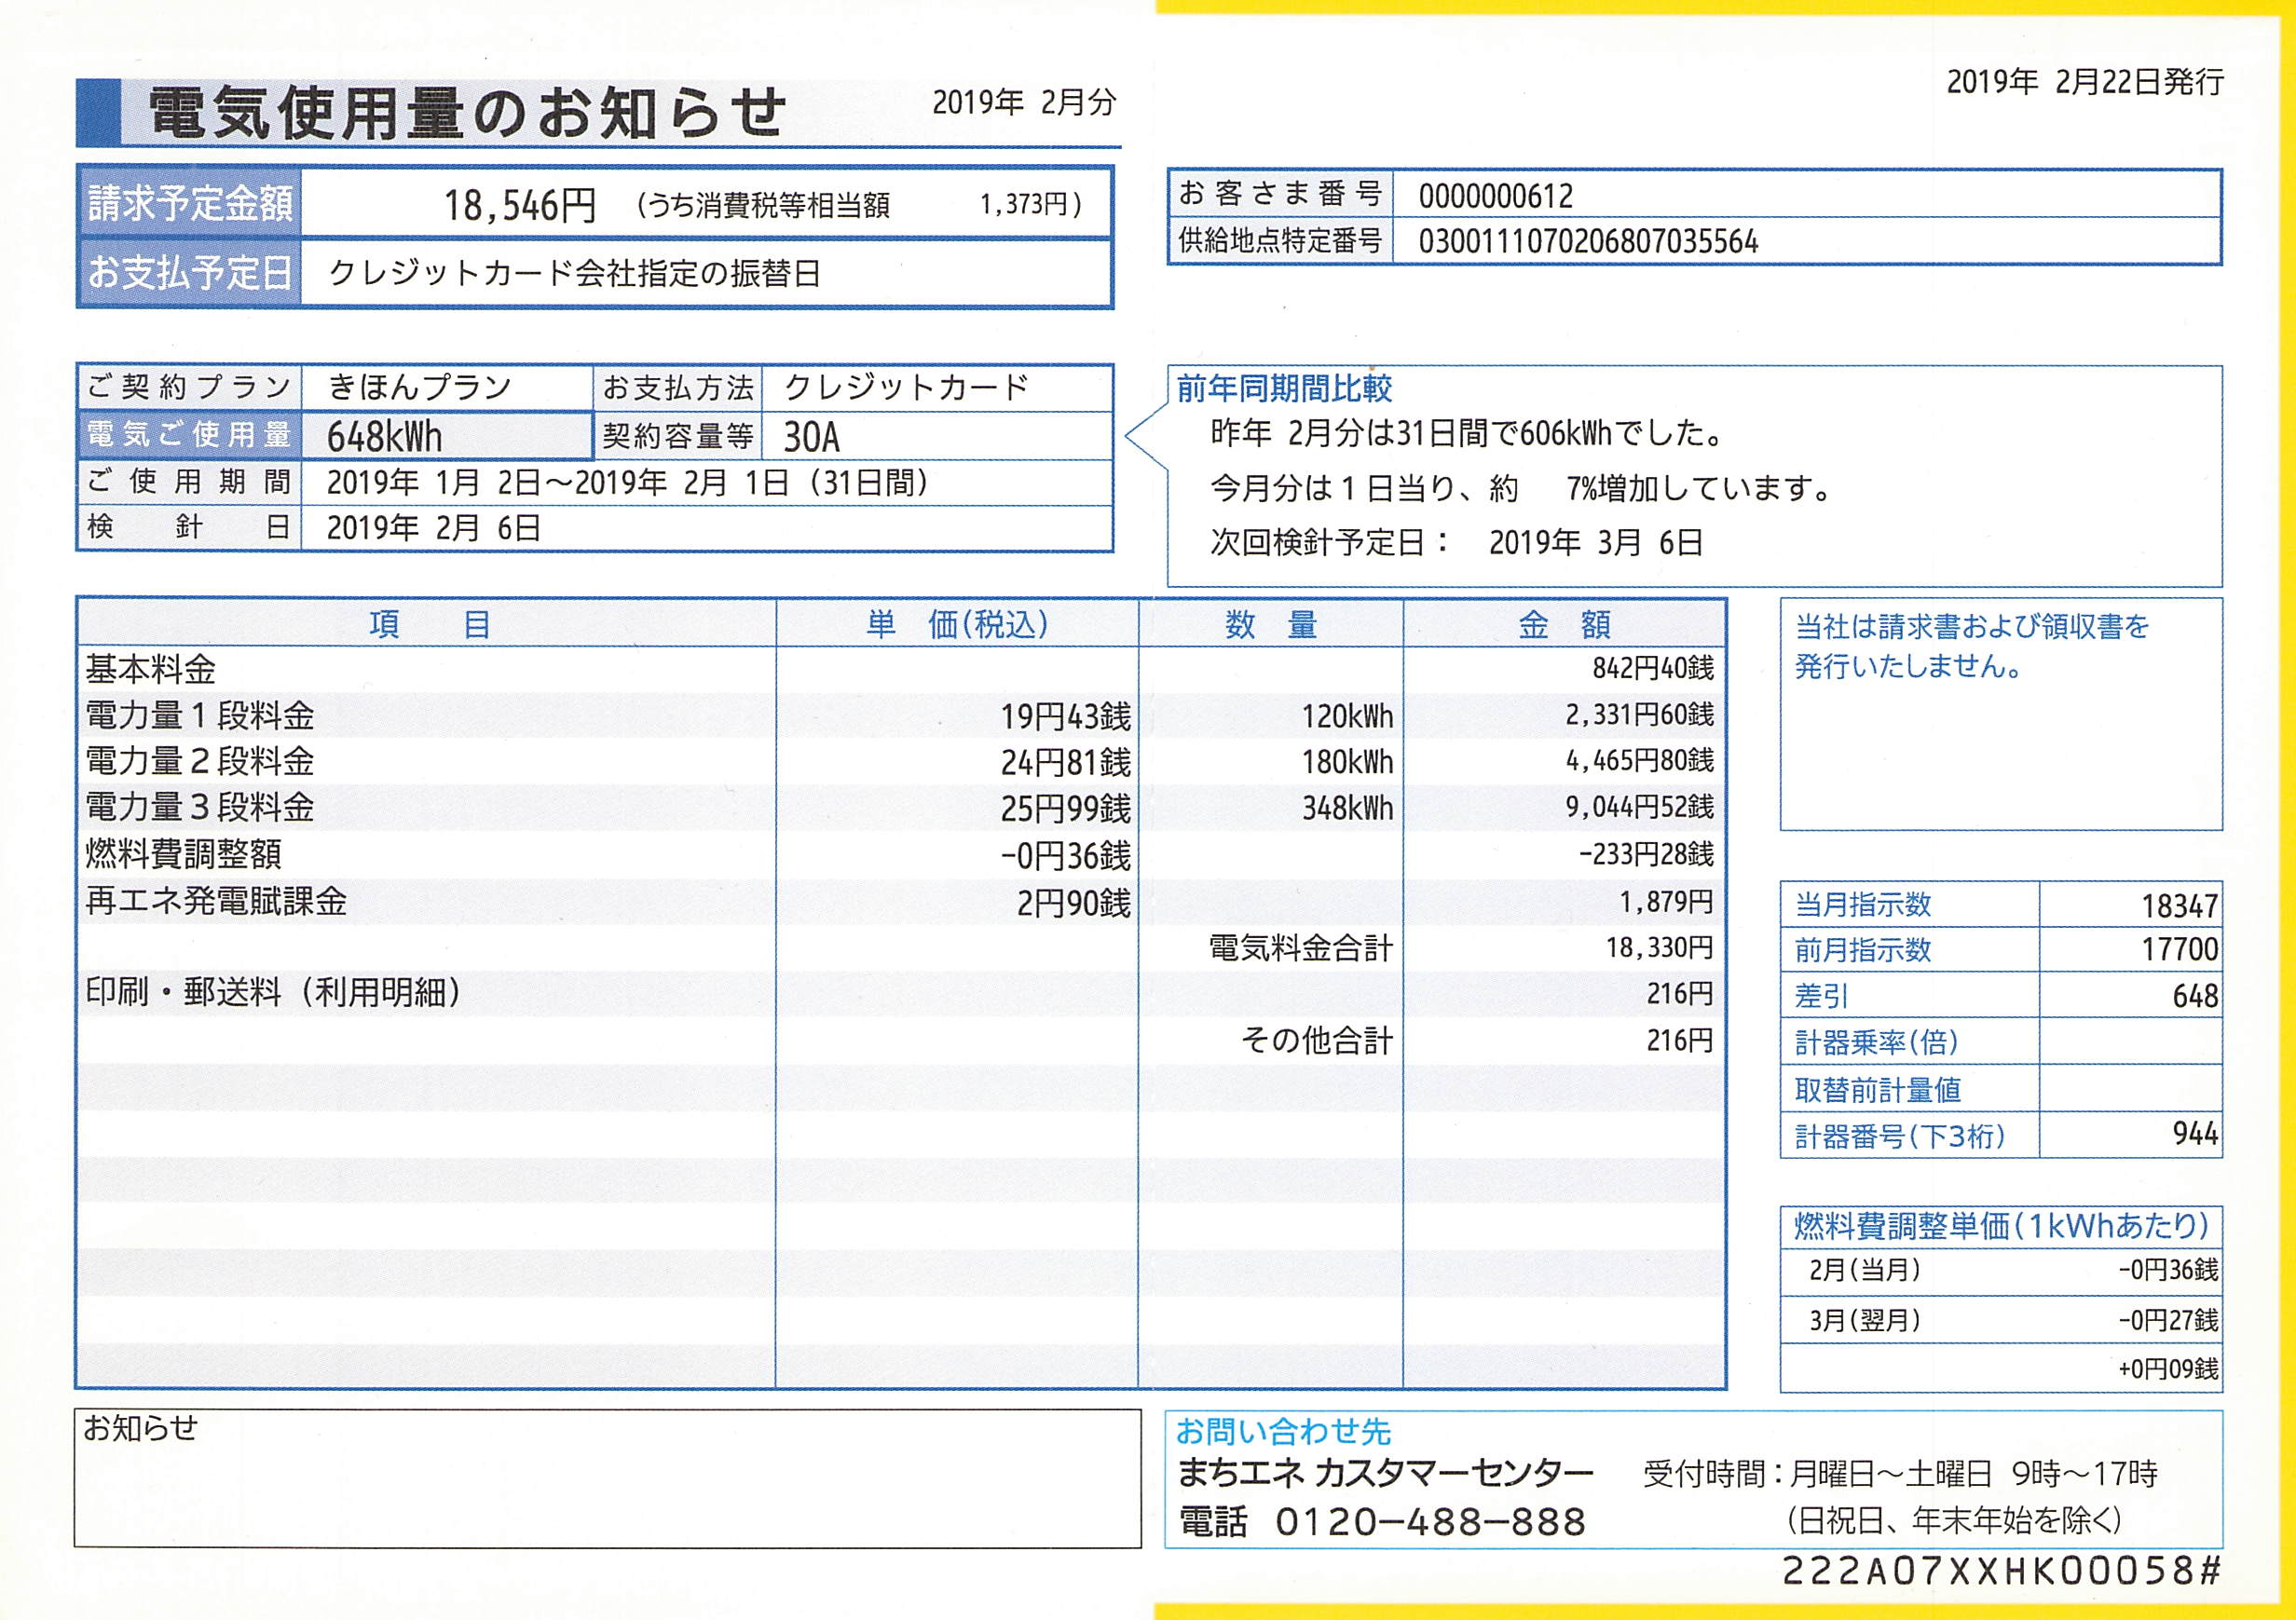 電気使用量のお知らせ 2019年 2月分
2019年 2月22日発行
請求予定金額 18,546円 (うち消費税等相当額 1,373円)
お支払予定日 クレジットカード会社指定の振替日
お客さま番号 0000000612
供給地点特定番号 0300111070206807035564
ご契約プラン きほんプラン お支払方法 クレジットカード
電気ご使用量 648kWh 契約容量等 30A
ご使用期間 2019年 1月 2日～2019年 2月 1日 (31日間)
検針日 2019年 2月 6日
前年同期間比較
昨年 2月分は31日間で606kWhでした。
今月分は1日当り、約 7%増加しています。
次回検針予定日： 2019年 3月 6日
項目 単価(税込) 数量 金額
基本料金 842円40銭
電力量1段料金 19円43銭 120kWh 2,331円60銭
電力量2段料金 24円81銭 180kWh 4,465円80銭
電力量3段料金 25円99銭 348kWh 9,044円52銭
燃料費調整額 -0円36銭 -233円28銭
再エネ発電賦課金 2円90銭 1,879円
電気料金合計 18,330円
印刷・郵送料（利用明細） 216円
その他合計 216円
当社は請求書および領収書を
発行いたしません。
当月指示数 18347
前月指示数 17700
差引 648
計器乗率(倍)
取替前計量値
計器番号(下3桁) 944
燃料費調整単価(1kWhあたり)
2月(当月) -0円36銭
3月(翌月) -0円27銭
+0円09銭
お知らせ
お問い合わせ先
まちエネ カスタマーセンター 受付時間：月曜日～土曜日 9時～17時
電話 0120-488-888 (日祝日、年末年始を除く)
222A07XXHK00058#